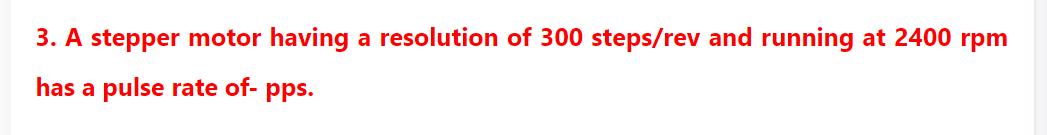 3. A stepper motor having a resolution of 300 steps/rev and running at 2400 rpm
has a pulse rate of- pps.